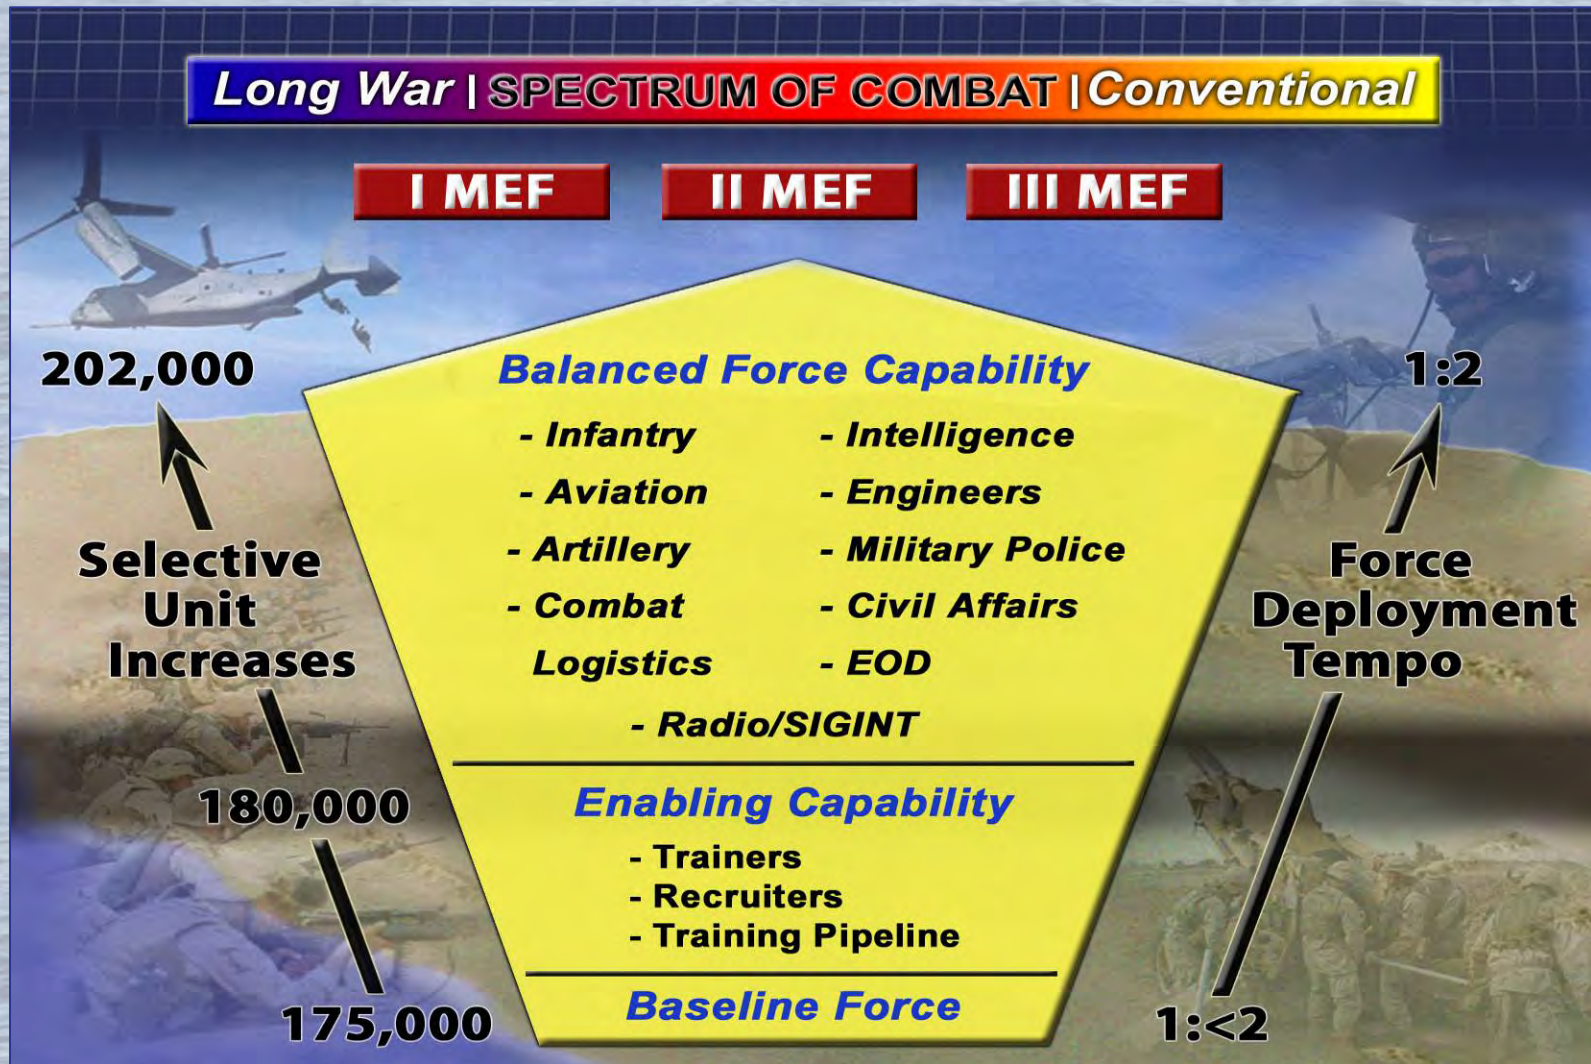 Long War | SPECTRUM OF COMBAT | Conventional
I MEF
II MEF
III MEF
202,000
Selective
Unit
Increases
180,000
175,000
Balanced Force Capability
- Infantry
- Aviation
- Artillery
- Combat
Logistics
- Intelligence
- Engineers
- Military Police
- Civil Affairs
- EOD
- Radio/SIGINT
Enabling Capability
- Trainers
- Recruiters
- Training Pipeline
Baseline Force
1:2
Force
Deployment
Tempo
1:<2